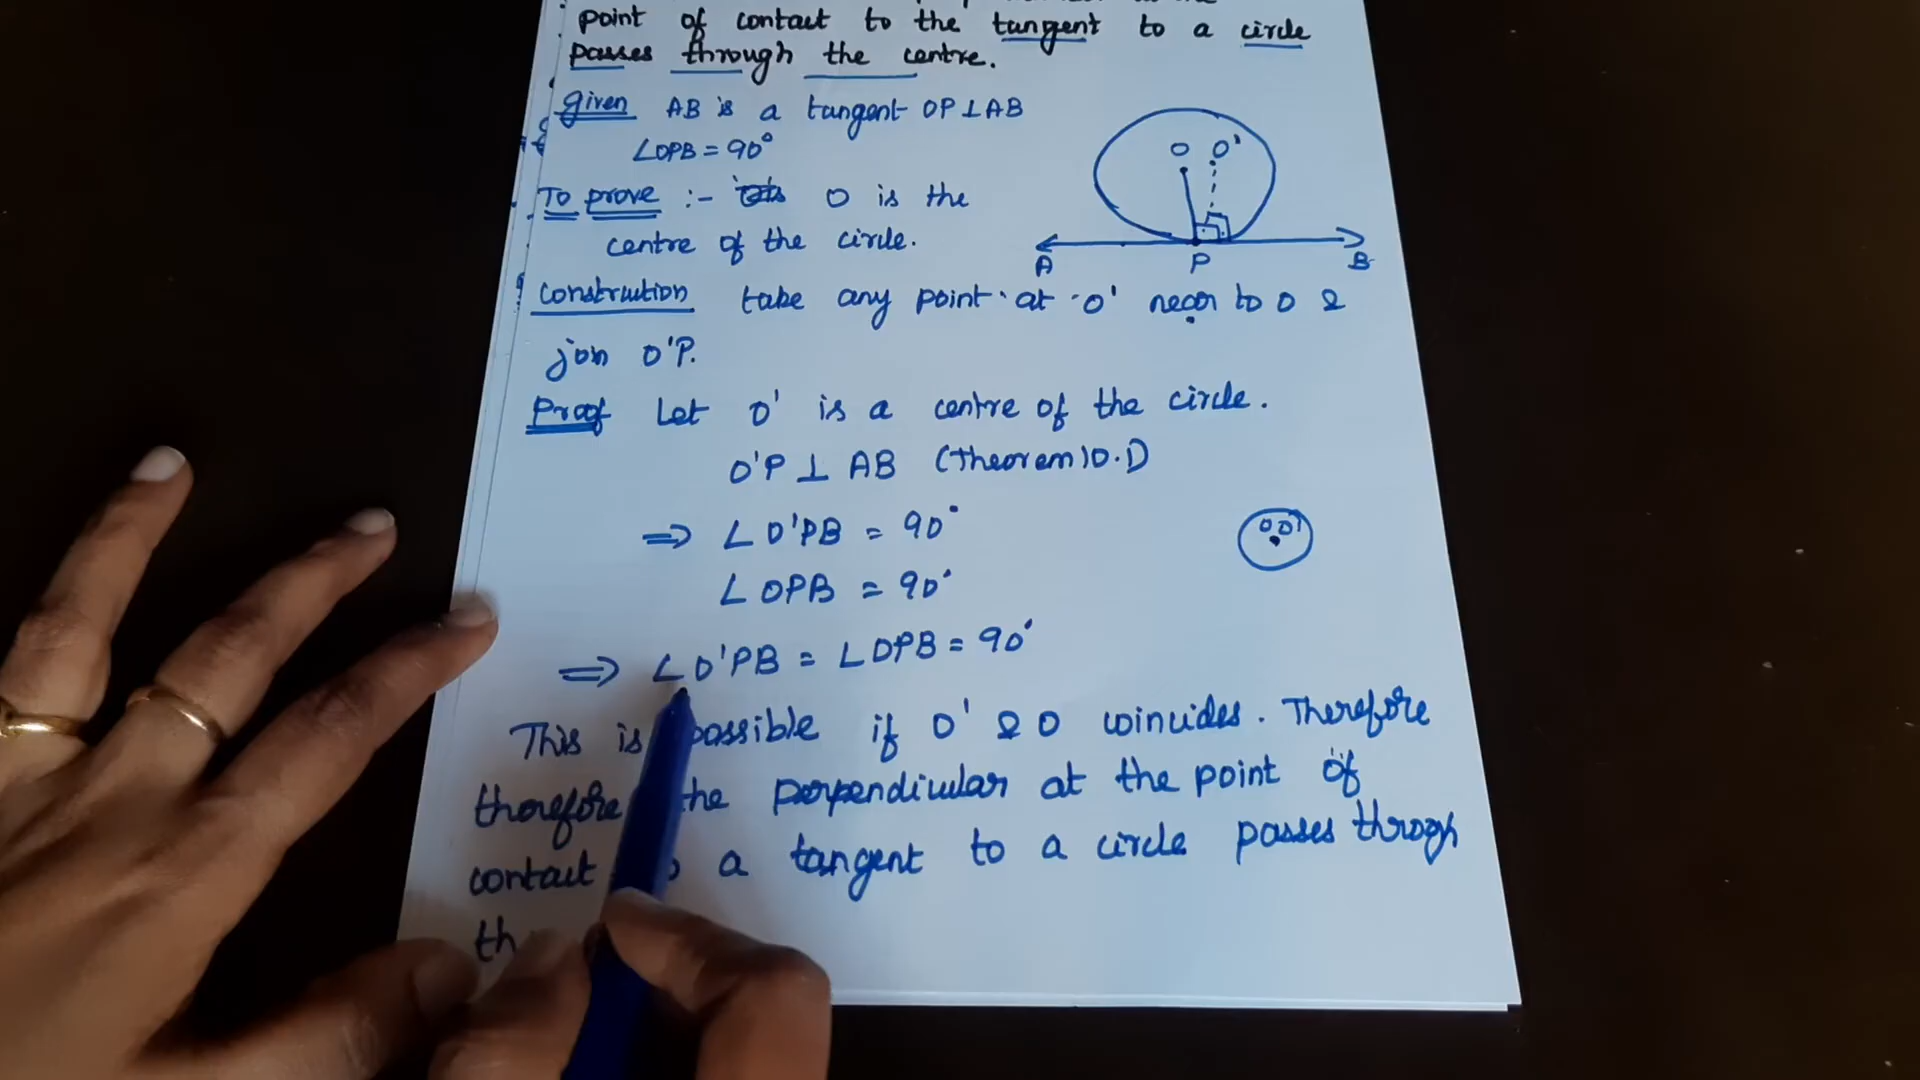 point of contact to the tangent to a circle
passes through the centre.
Given AB is a tangent OP⊥AB
∠OPB = 90°
To prove :- O is the
centre of the circle.
O O'
A P B
Construction take any point at O' near to O &
join O'P.
Proof Let O' is a centre of the circle.
O'P ⊥ AB (Theorem 10.1)
⇒ ∠O'PB = 90°
O O'
∠OPB = 90°
⇒ ∠O'PB = ∠OPB = 90°
This is possible if O' & O coincides. Therefore
therefore the perpendicular at the point of
contact a tangent to a circle passes throgh